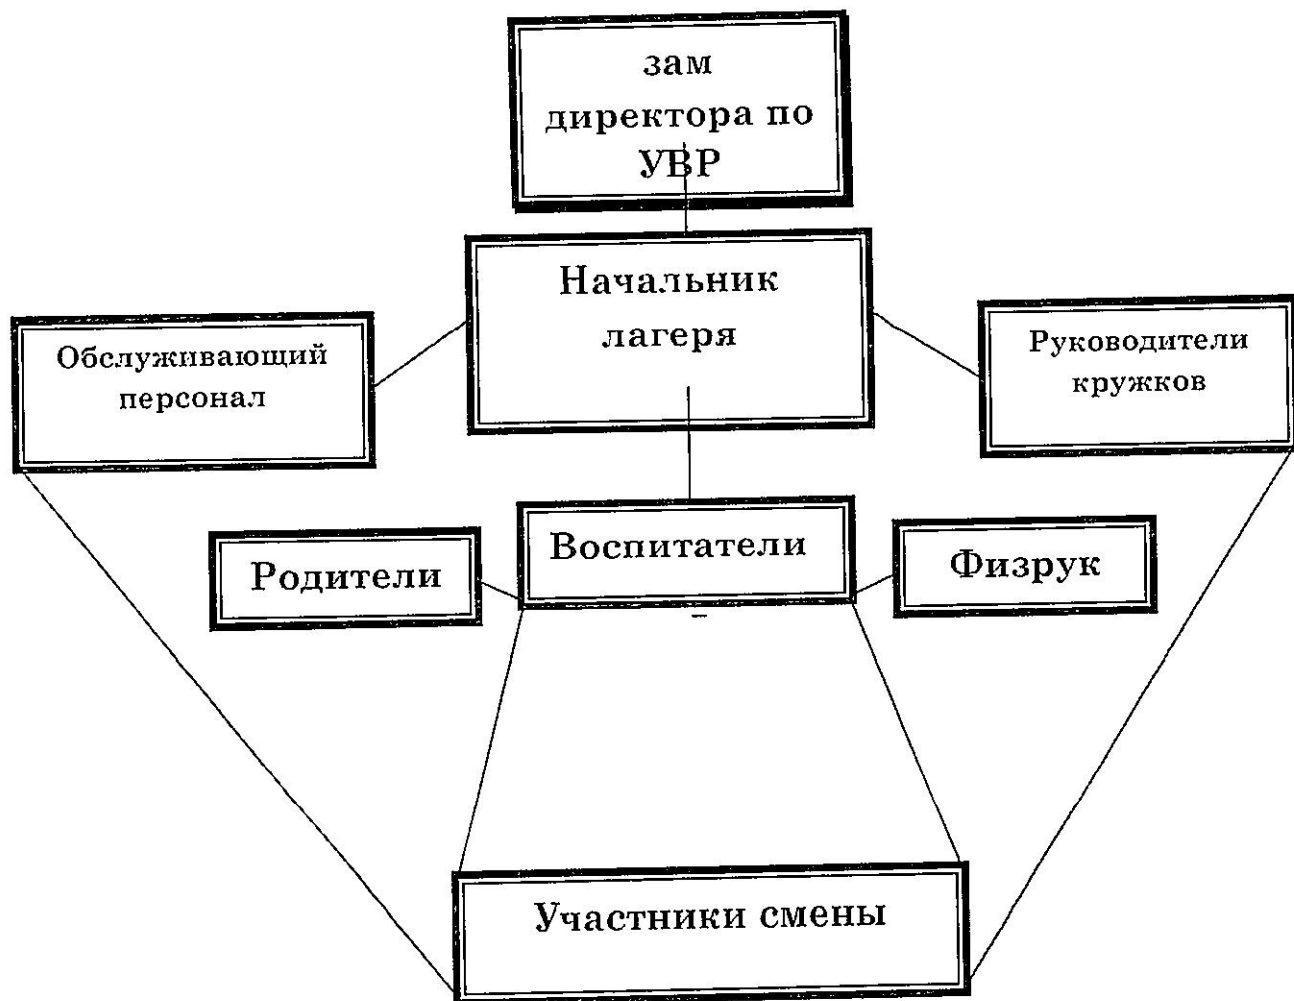 зам
директора по
УВР
Начальник
лагеря
Обслуживающий
персонал
Руководители
кружков
Родители
Воспитатели
Физрук
Участники смены